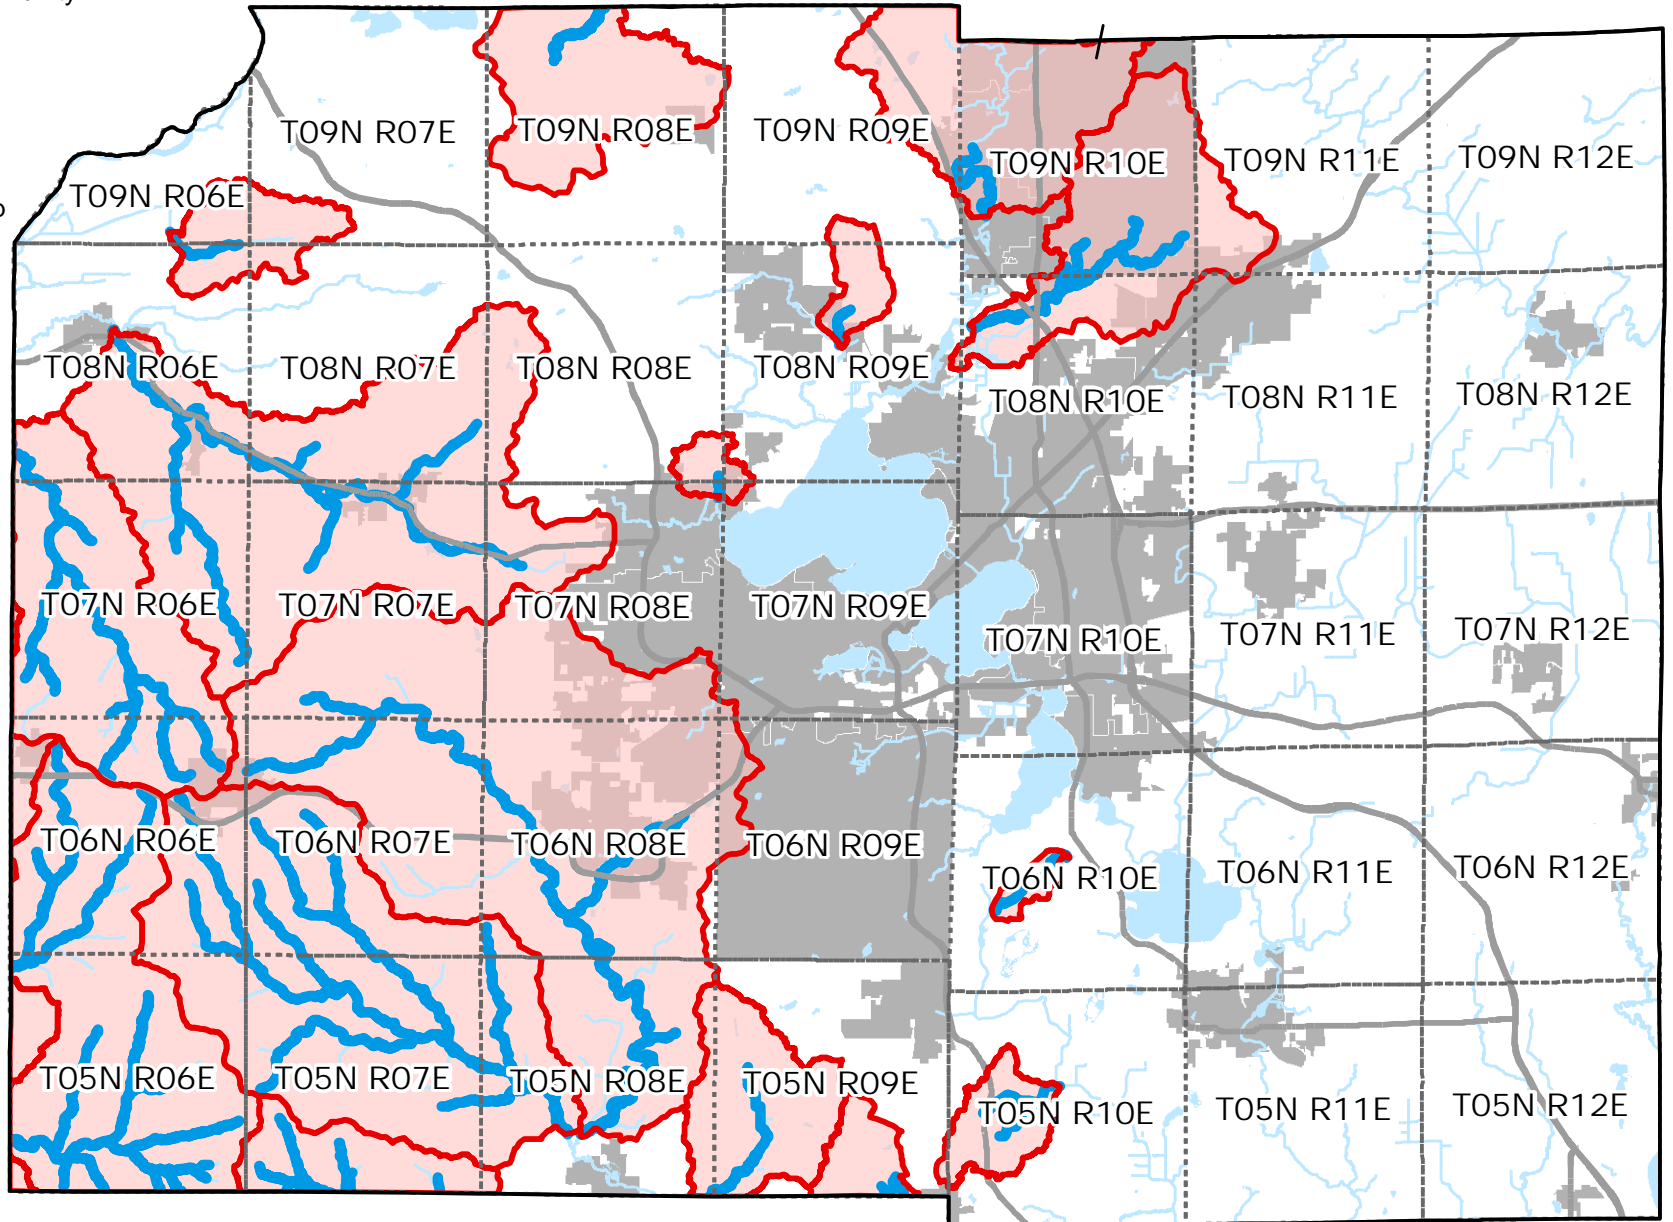 T09N R07E
T09N R08E
T09N R09E
T09N R10E
T09N R11E
T09N R12E
T09N R06E
T08N R06E
T08N R07E
T08N R08E
T08N R09E
T08N R10E
T08N R11E
T08N R12E
T07N R06E
T07N R07E
T07N R08E
T07N R09E
T07N R10E
T07N R11E
T07N R12E
T06N R06E
T06N R07E
T06N R08E
T06N R09E
T06N R10E
T06N R11E
T06N R12E
T05N R06E
T05N R07E
T05N R08E
T05N R09E
T05N R10E
T05N R11E
T05N R12E